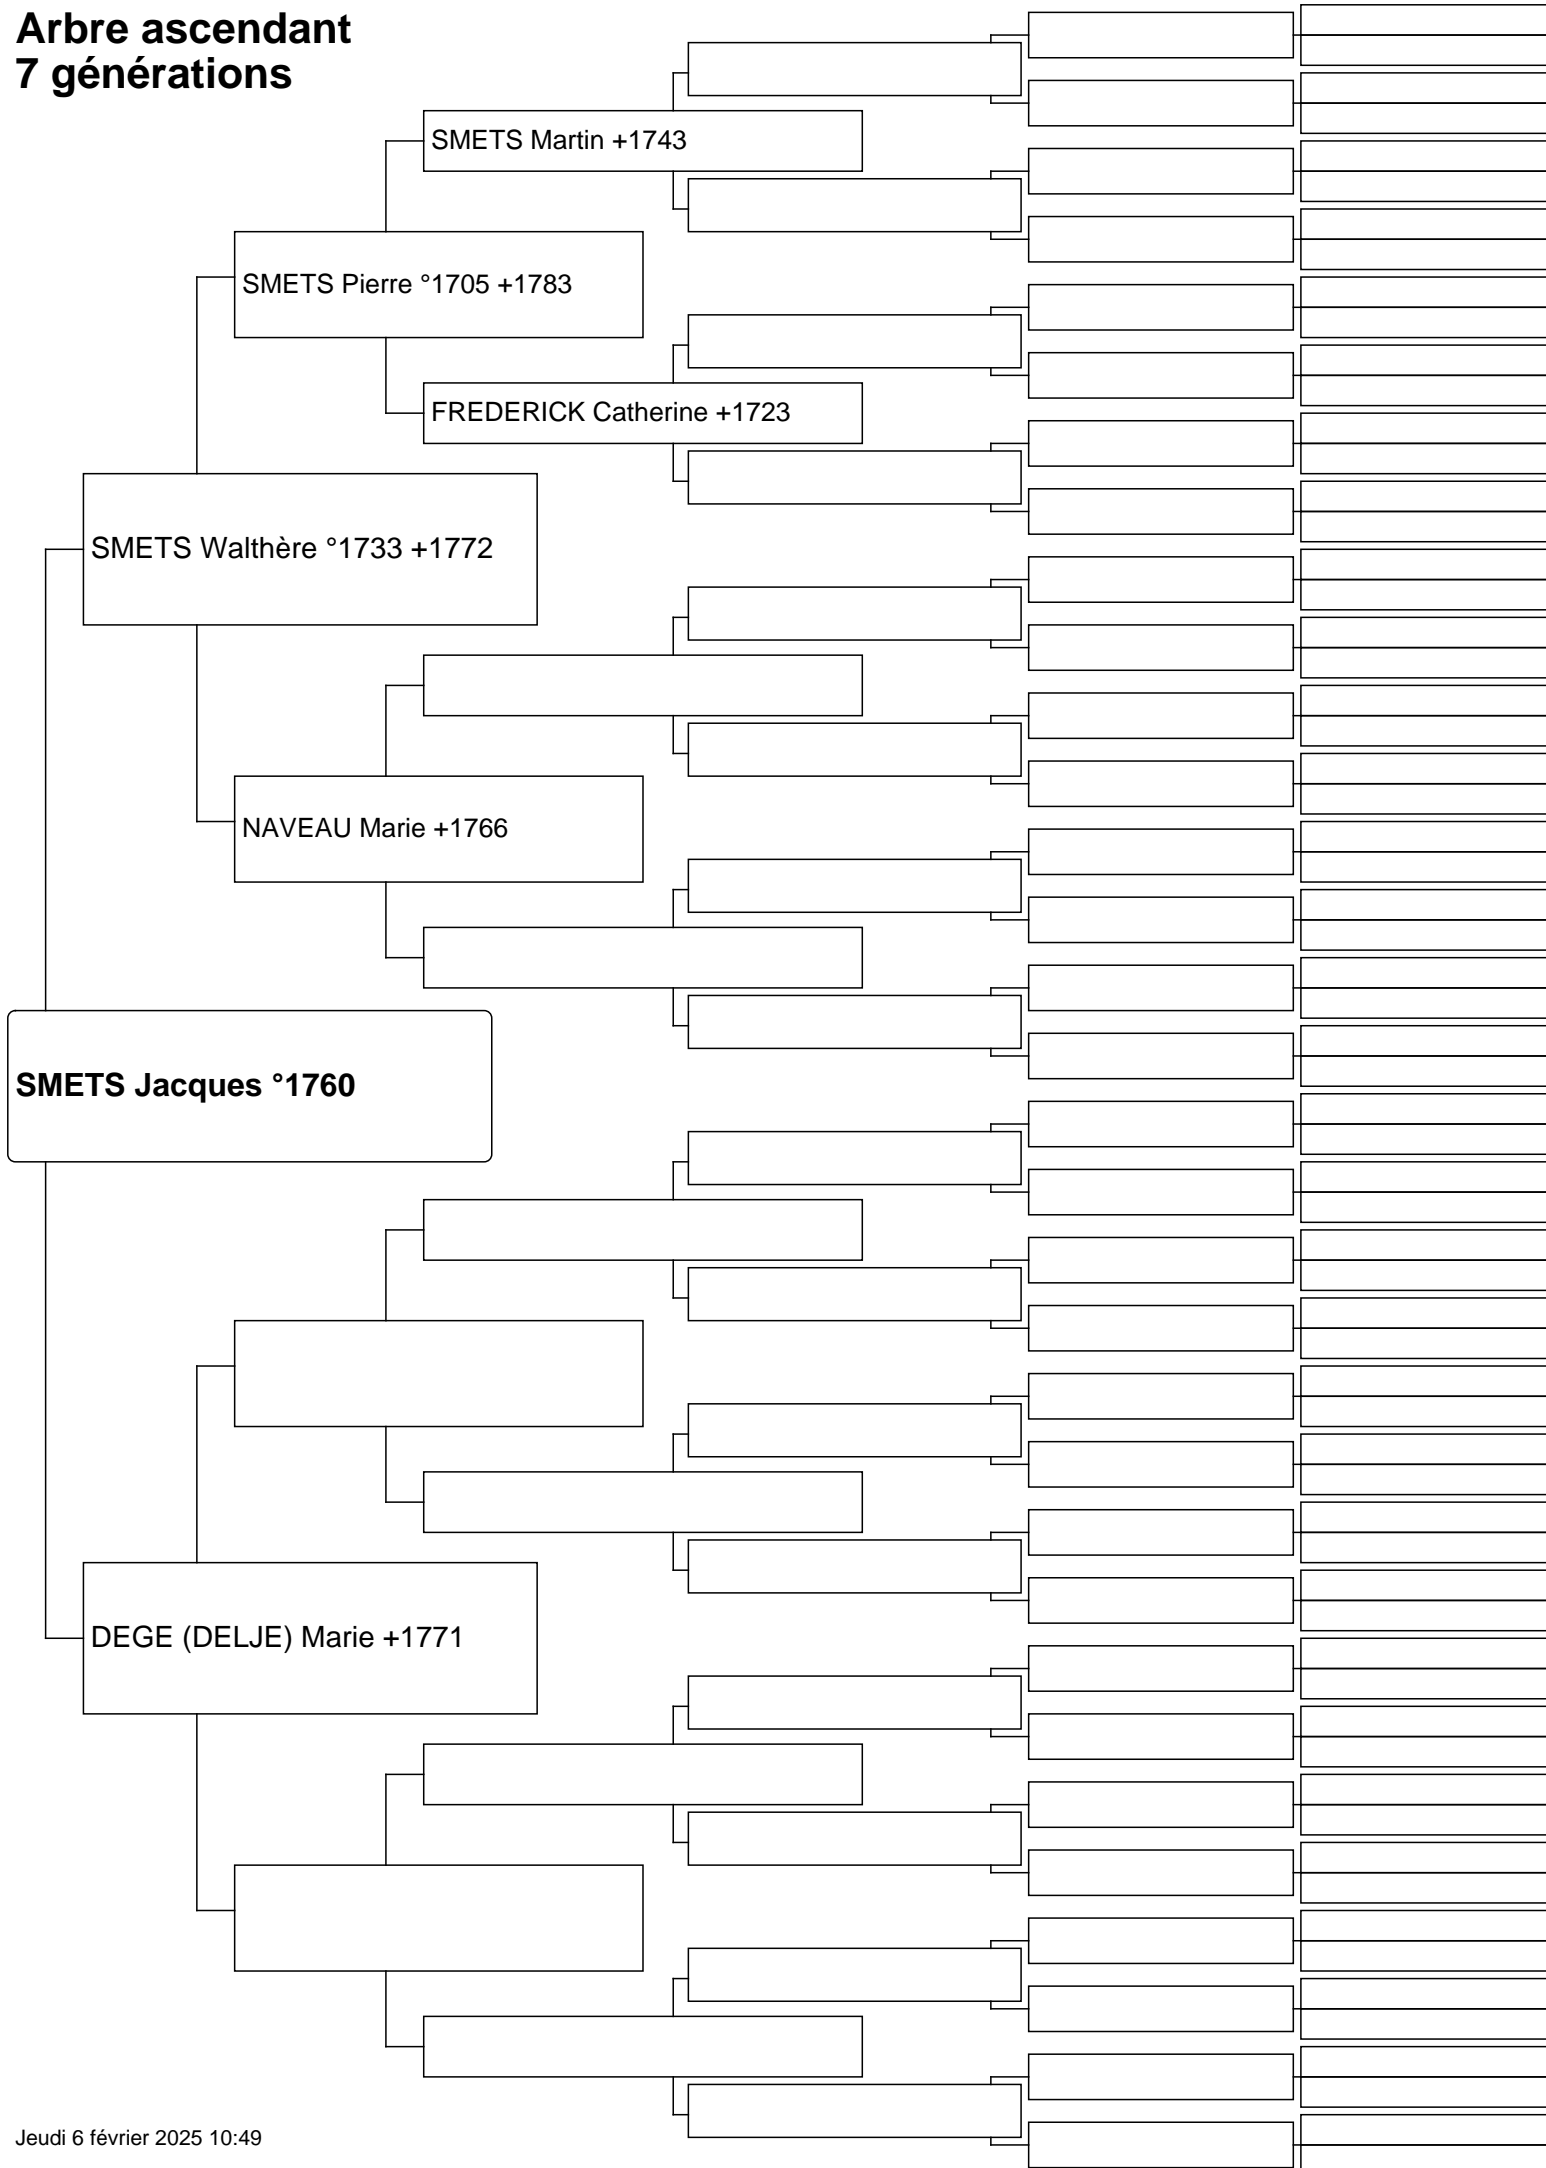 Arbre ascendant
7 générations
SMETS Martin +1743
SMETS Pierre °1705 +1783
FREDERICK Catherine +1723
SMETS Walthère °1733 +1772
NAVEAU Marie +1766
SMETS Jacques °1760
DEGE (DELJE) Marie +1771
Jeudi 6 février 2025 10:49